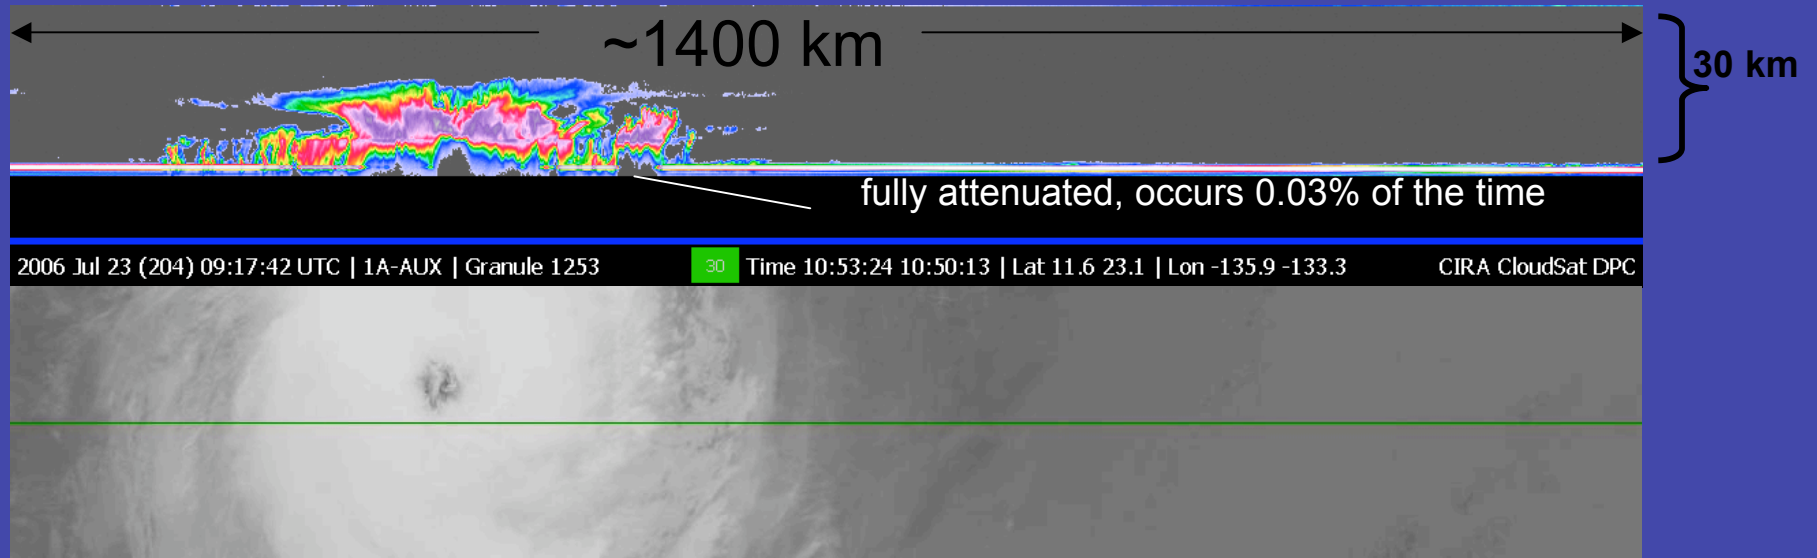 ~1400 km
30 km
fully attenuated, occurs 0.03% of the time
2006 Jul 23 (204) 09:17:42 UTC | 1A-AUX | Granule 1253 30 Time 10:53:24 10:50:13 | Lat 11.6 23.1 | Lon -135.9 -133.3 CIRA CloudSat DPC